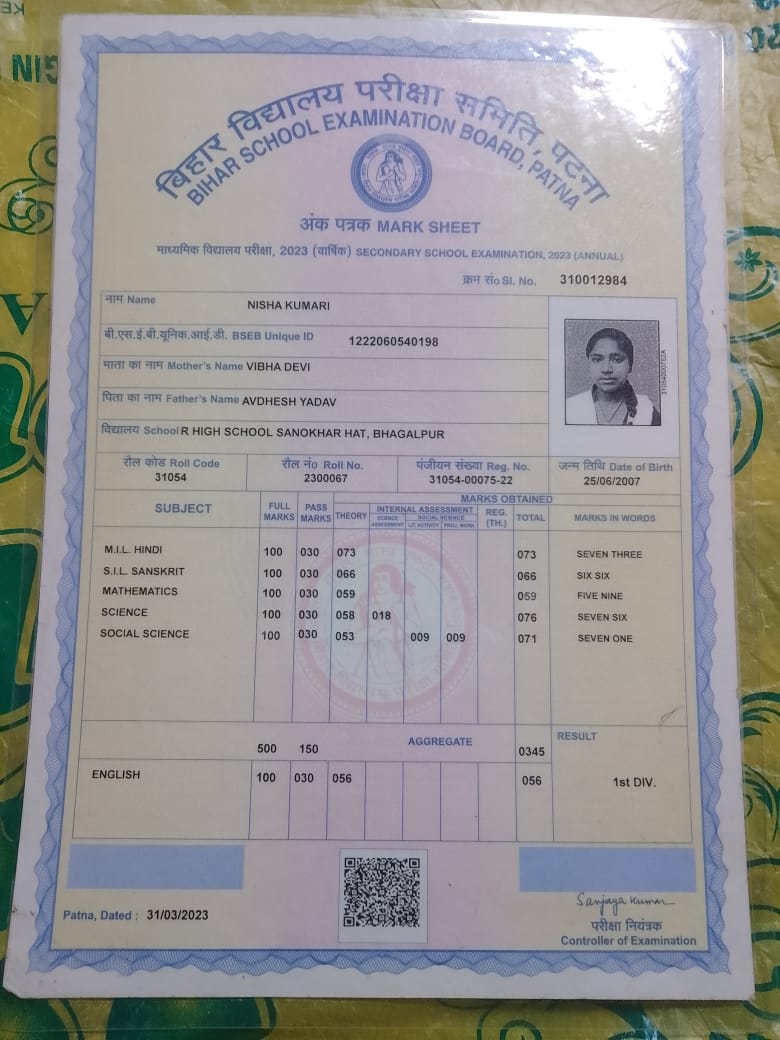 बिहार विद्यालय परीक्षा समिति, पटना
BIHAR SCHOOL EXAMINATION BOARD, PATNA
अंक पत्रक MARK SHEET
माध्यमिक विद्यालय परीक्षा, 2023 (वार्षिक) SECONDARY SCHOOL EXAMINATION, 2023 (ANNUAL)
क्रम सं० Sl. No. 310012984
नाम Name NISHA KUMARI
बी.एस.ई.बी.यूनिक.आई.डी. BSEB Unique ID 1222060540198
माता का नाम Mother's Name VIBHA DEVI
पिता का नाम Father's Name AVDHESH YADAV
विद्यालय School R HIGH SCHOOL SANOKHAR HAT, BHAGALPUR
रौल कोड Roll Code रौल नं० Roll No. पंजीयन संख्या Reg. No. जन्म तिथि Date of Birth
31054 2300067 31054-00075-22 25/06/2007
SUBJECT FULL MARKS PASS MARKS THEORY MARKS OBTAINED
INTERNAL ASSESSMENT REG. (TH.) TOTAL MARKS IN WORDS
SCIENCE ASSESSMENT SOCIAL SCIENCE
LIT. ACTIVITY PROJ. WORK
M.I.L. HINDI 100 030 073 073 SEVEN THREE
S.I.L. SANSKRIT 100 030 066 066 SIX SIX
MATHEMATICS 100 030 059 059 FIVE NINE
SCIENCE 100 030 058 018 076 SEVEN SIX
SOCIAL SCIENCE 100 030 053 009 009 071 SEVEN ONE
500 150 AGGREGATE 0345 RESULT
ENGLISH 100 030 056 056 1st DIV.
Patna, Dated : 31/03/2023
Sanjaya Kumar
परीक्षा नियंत्रक
Controller of Examination